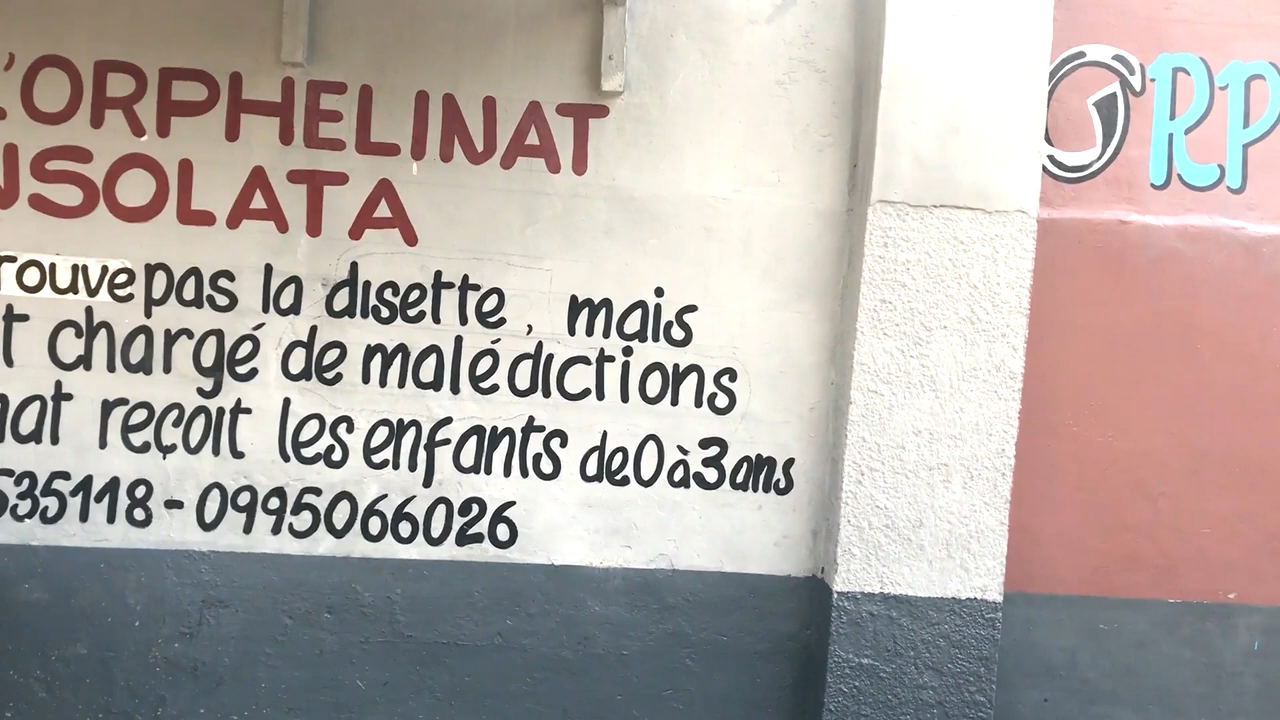 L'ORPHELINAT
NSOLATA
rouve pas la disette, mais
t chargé de malédictions
nat reçoit les enfants de 0 à 3 ans
535118 - 0995066026
ORP